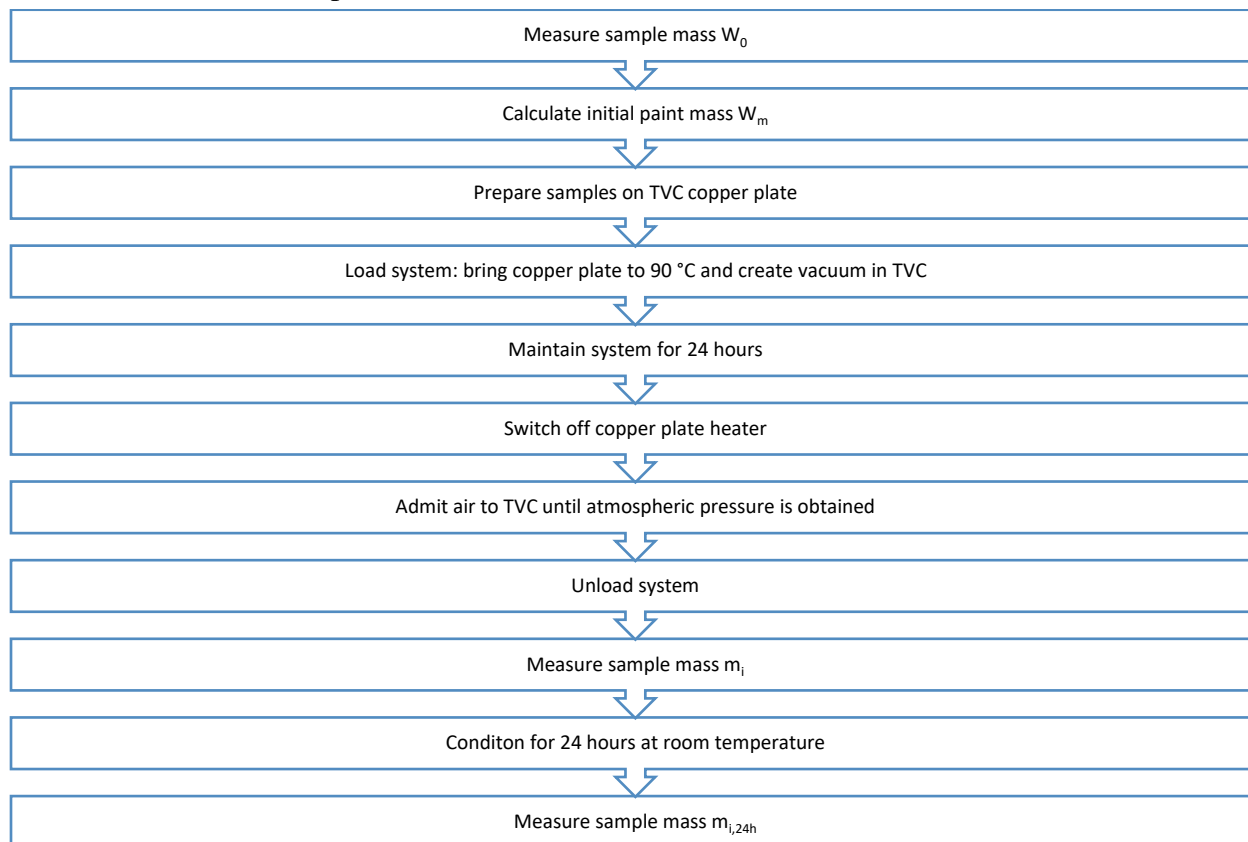 Measure sample mass W₀
Calculate initial paint mass Wₘ
Prepare samples on TVC copper plate
Load system: bring copper plate to 90 °C and create vacuum in TVC
Maintain system for 24 hours
Switch off copper plate heater
Admit air to TVC until atmospheric pressure is obtained
Unload system
Measure sample mass mᵢ
Conditon for 24 hours at room temperature
Measure sample mass mᵢ,₂₄ₕ